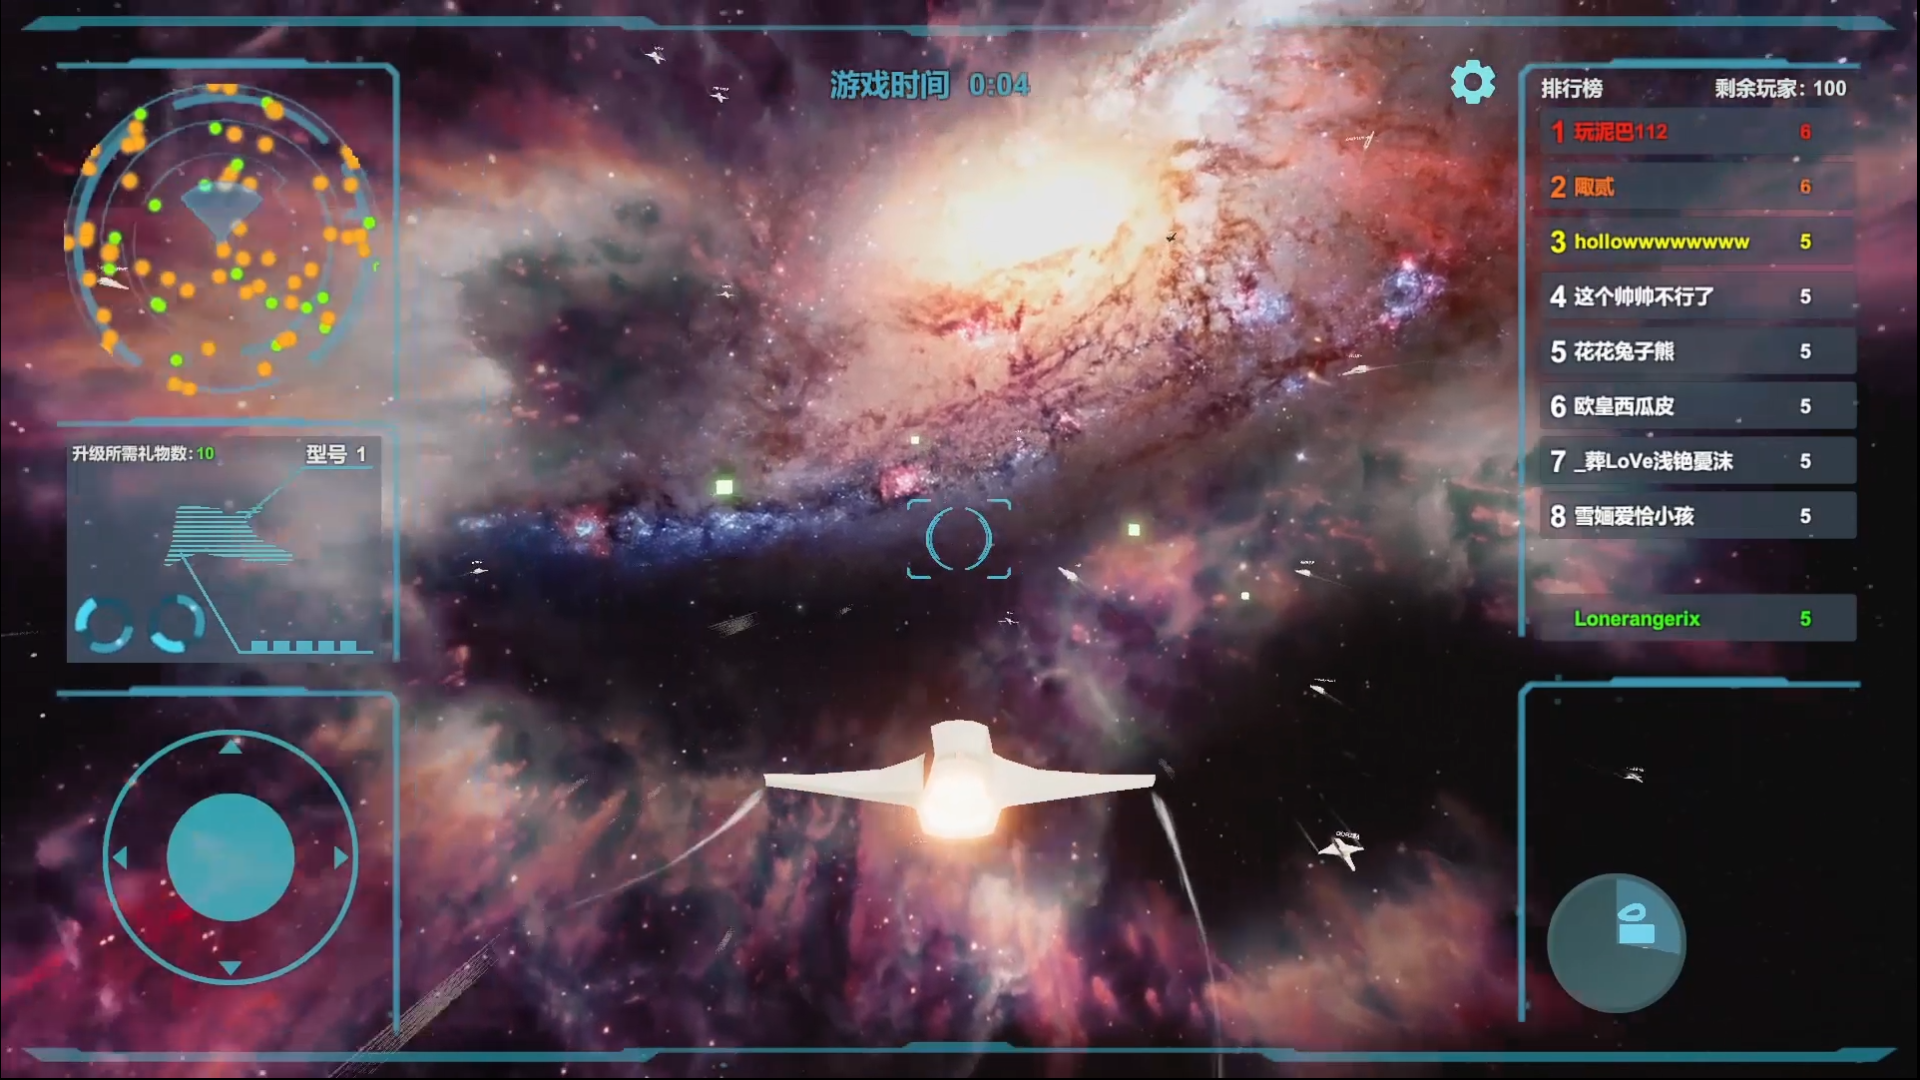 游戏时间 0:04
排行榜 剩余玩家: 100
1 玩泥巴112 6
2 陬贰 6
3 hollowwwwwwww 5
4 这个帅帅不行了 5
5 花花兔子熊 5
6 欧皇西瓜皮 5
7 _葬LoVe浅铯憂沫 5
8 雪婳爱恰小孩 5
Lonerangerix 5
升级所需礼物数:10
型号 1